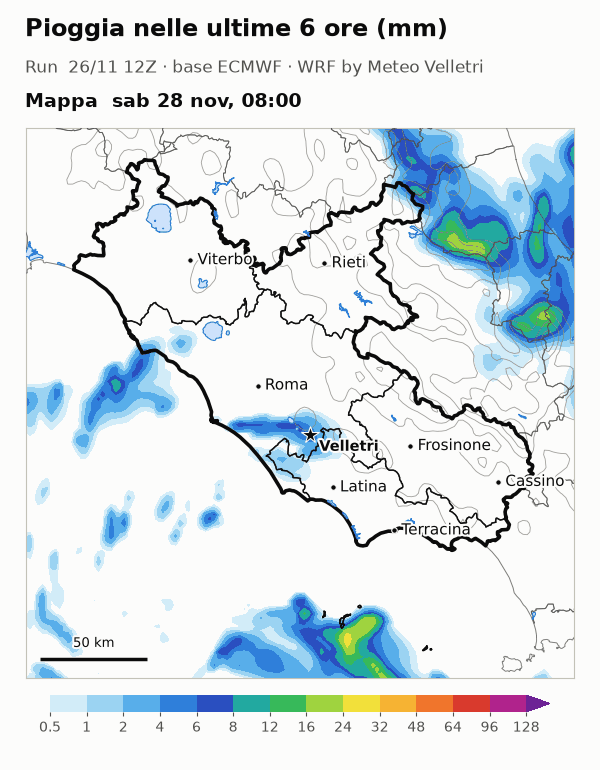 Pioggia nelle ultime 6 ore (mm)
Run  26/11 12Z · base ECMWF · WRF by Meteo Velletri
Mappa  sab 28 nov, 08:00
Viterbo
Rieti
Roma
Velletri
Frosinone
Cassino
Latina
Terracina
50 km
0.5 1 2 4 6 8 12 16 24 32 48 64 96 128